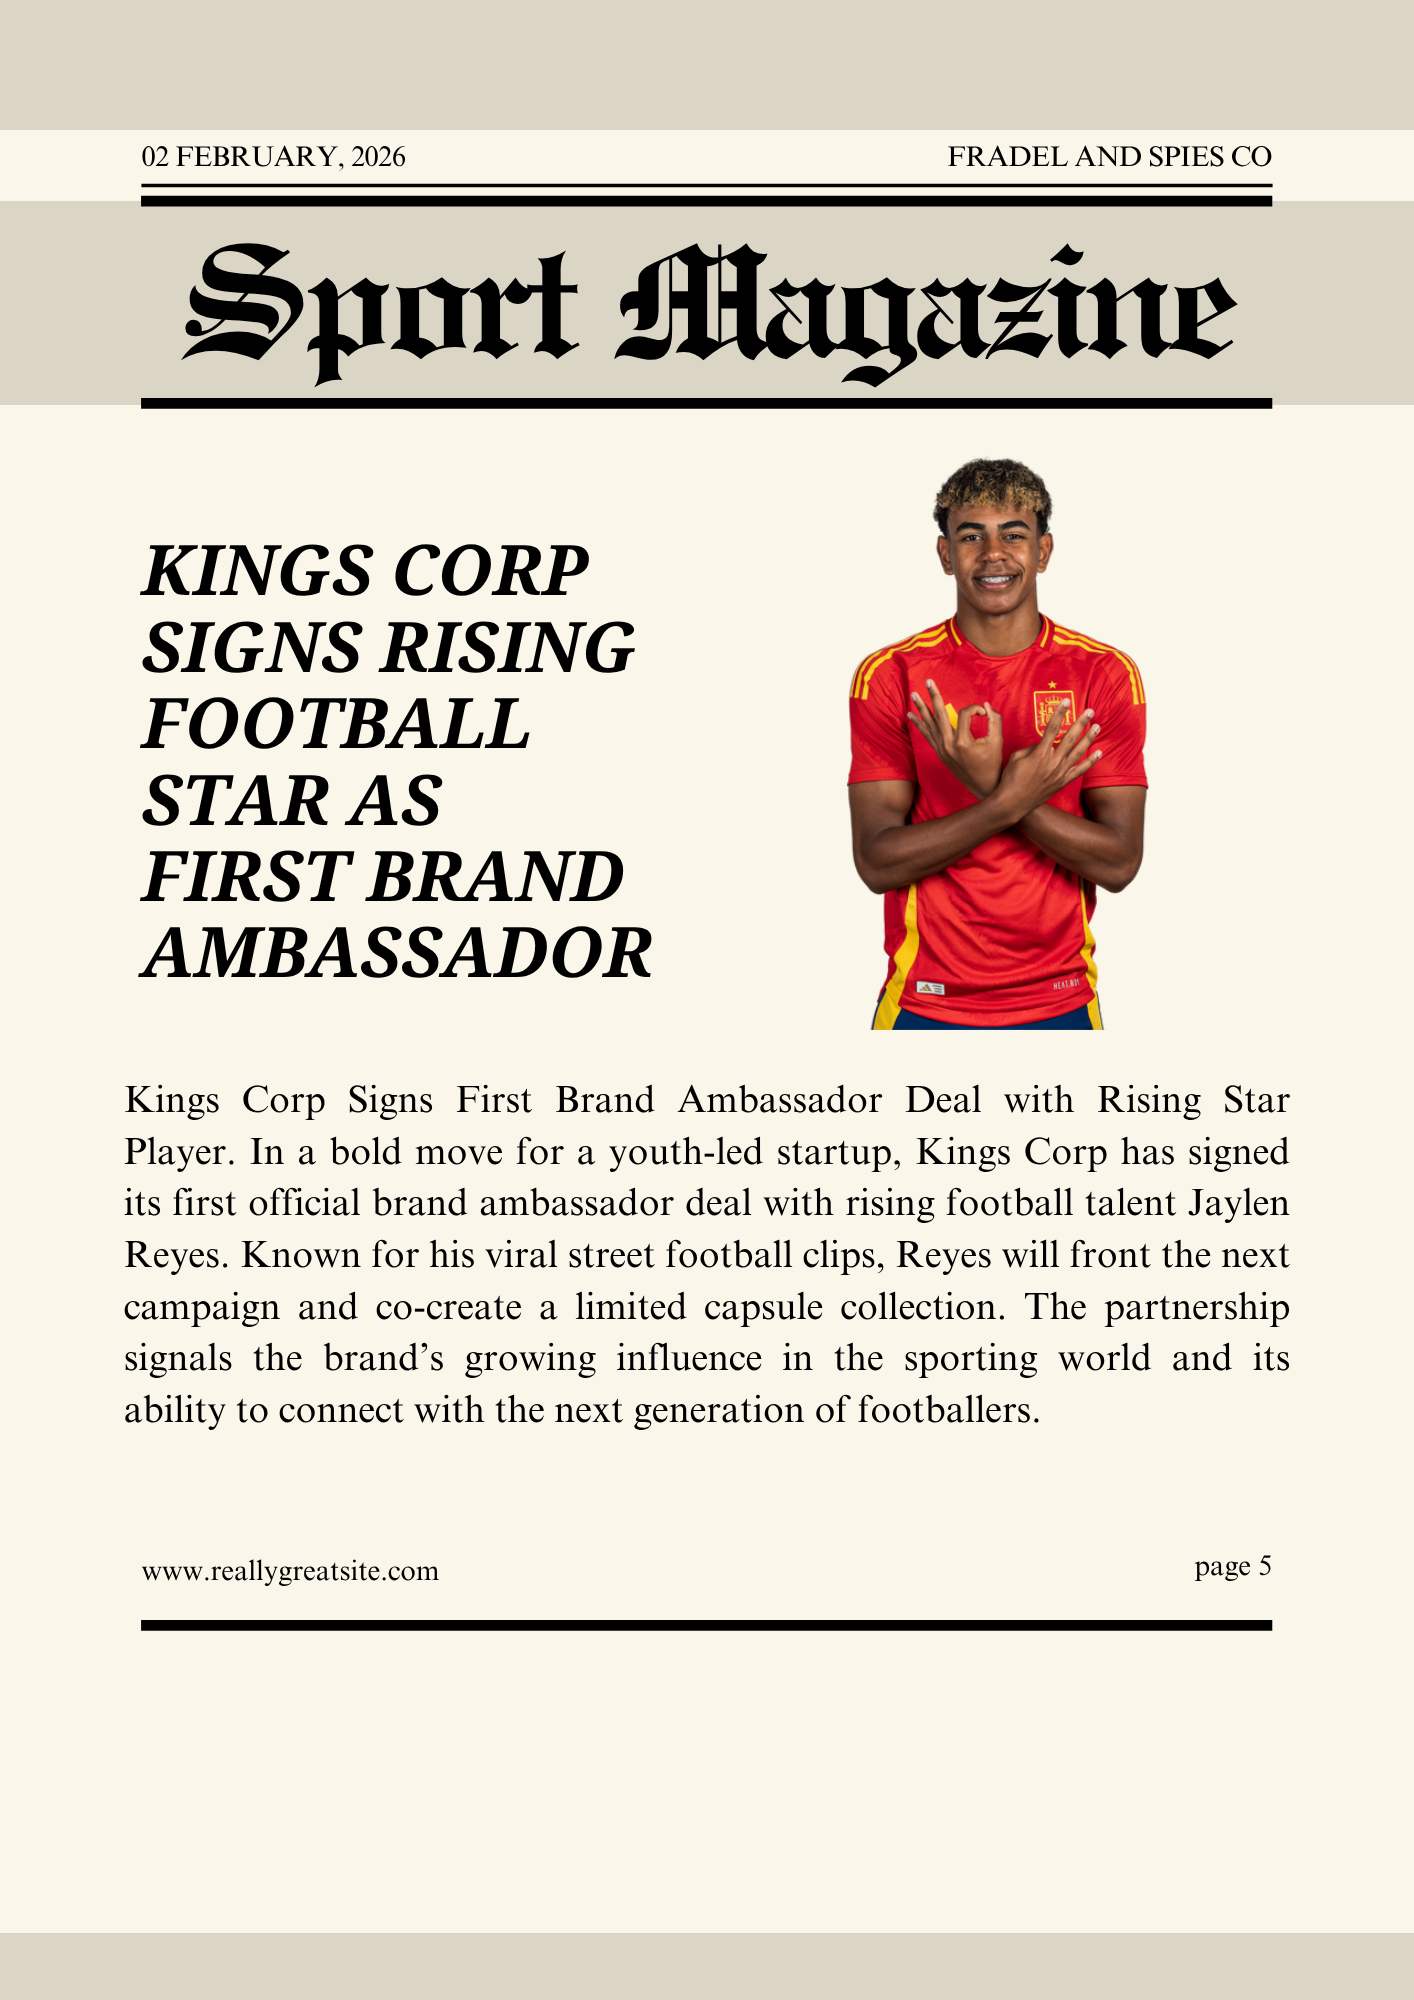 02 FEBRUARY, 2026
FRADEL AND SPIES CO
Sport Magazine
KINGS CORP
SIGNS RISING
FOOTBALL
STAR AS
FIRST BRAND
AMBASSADOR
Kings Corp Signs First Brand Ambassador Deal with Rising Star
Player. In a bold move for a youth-led startup, Kings Corp has signed
its first official brand ambassador deal with rising football talent Jaylen
Reyes. Known for his viral street football clips, Reyes will front the next
campaign and co-create a limited capsule collection. The partnership
signals the brand’s growing influence in the sporting world and its
ability to connect with the next generation of footballers.
www.reallygreatsite.com
page 5